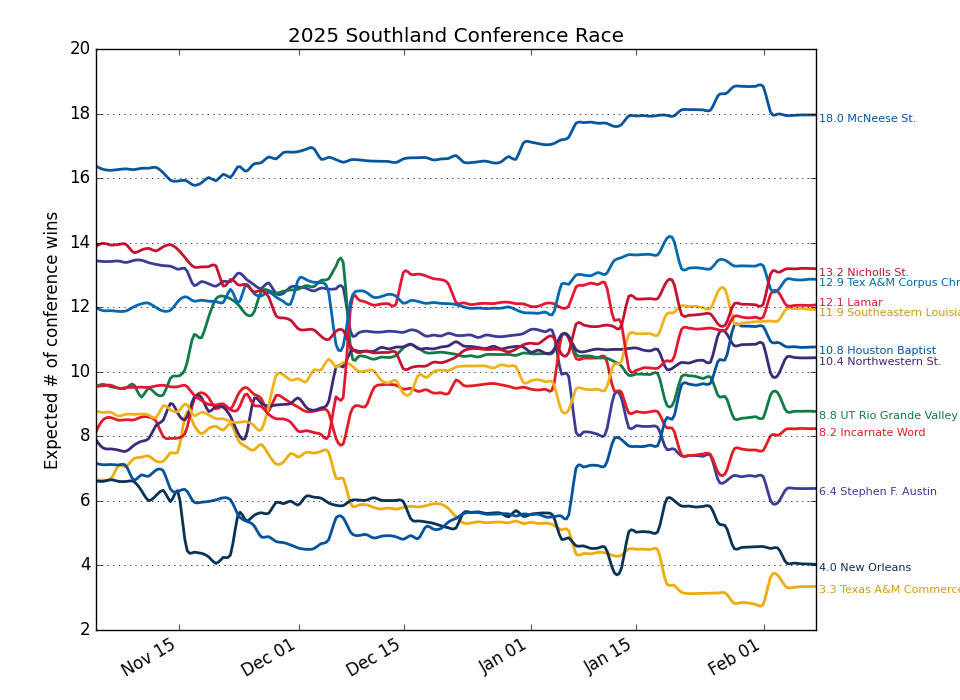 2025 Southland Conference Race
Expected # of conference wins
20
18
16
14
12
10
8
6
4
2
Nov 15
Dec 01
Dec 15
Jan 01
Jan 15
Feb 01
18.0 McNeese St.
13.2 Nicholls St.
12.9 Tex A&M Corpus Chr
12.1 Lamar
11.9 Southeastern Louisia
10.8 Houston Baptist
10.4 Northwestern St.
8.8 UT Rio Grande Valley
8.2 Incarnate Word
6.4 Stephen F. Austin
4.0 New Orleans
3.3 Texas A&M Commerce